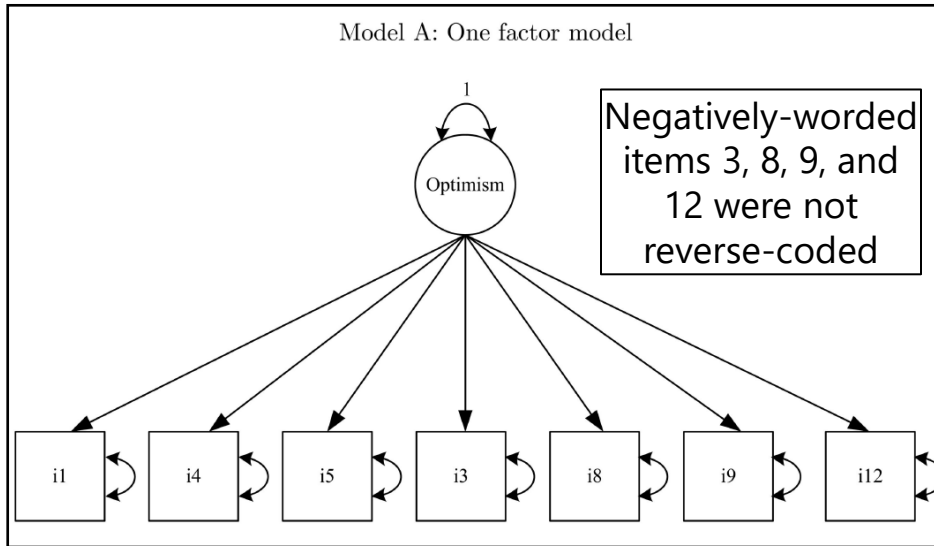 Model A: One factor model
1
Optimism
Negatively-worded
items 3, 8, 9, and
12 were not
reverse-coded
i1 i4 i5 i3 i8 i9 i12